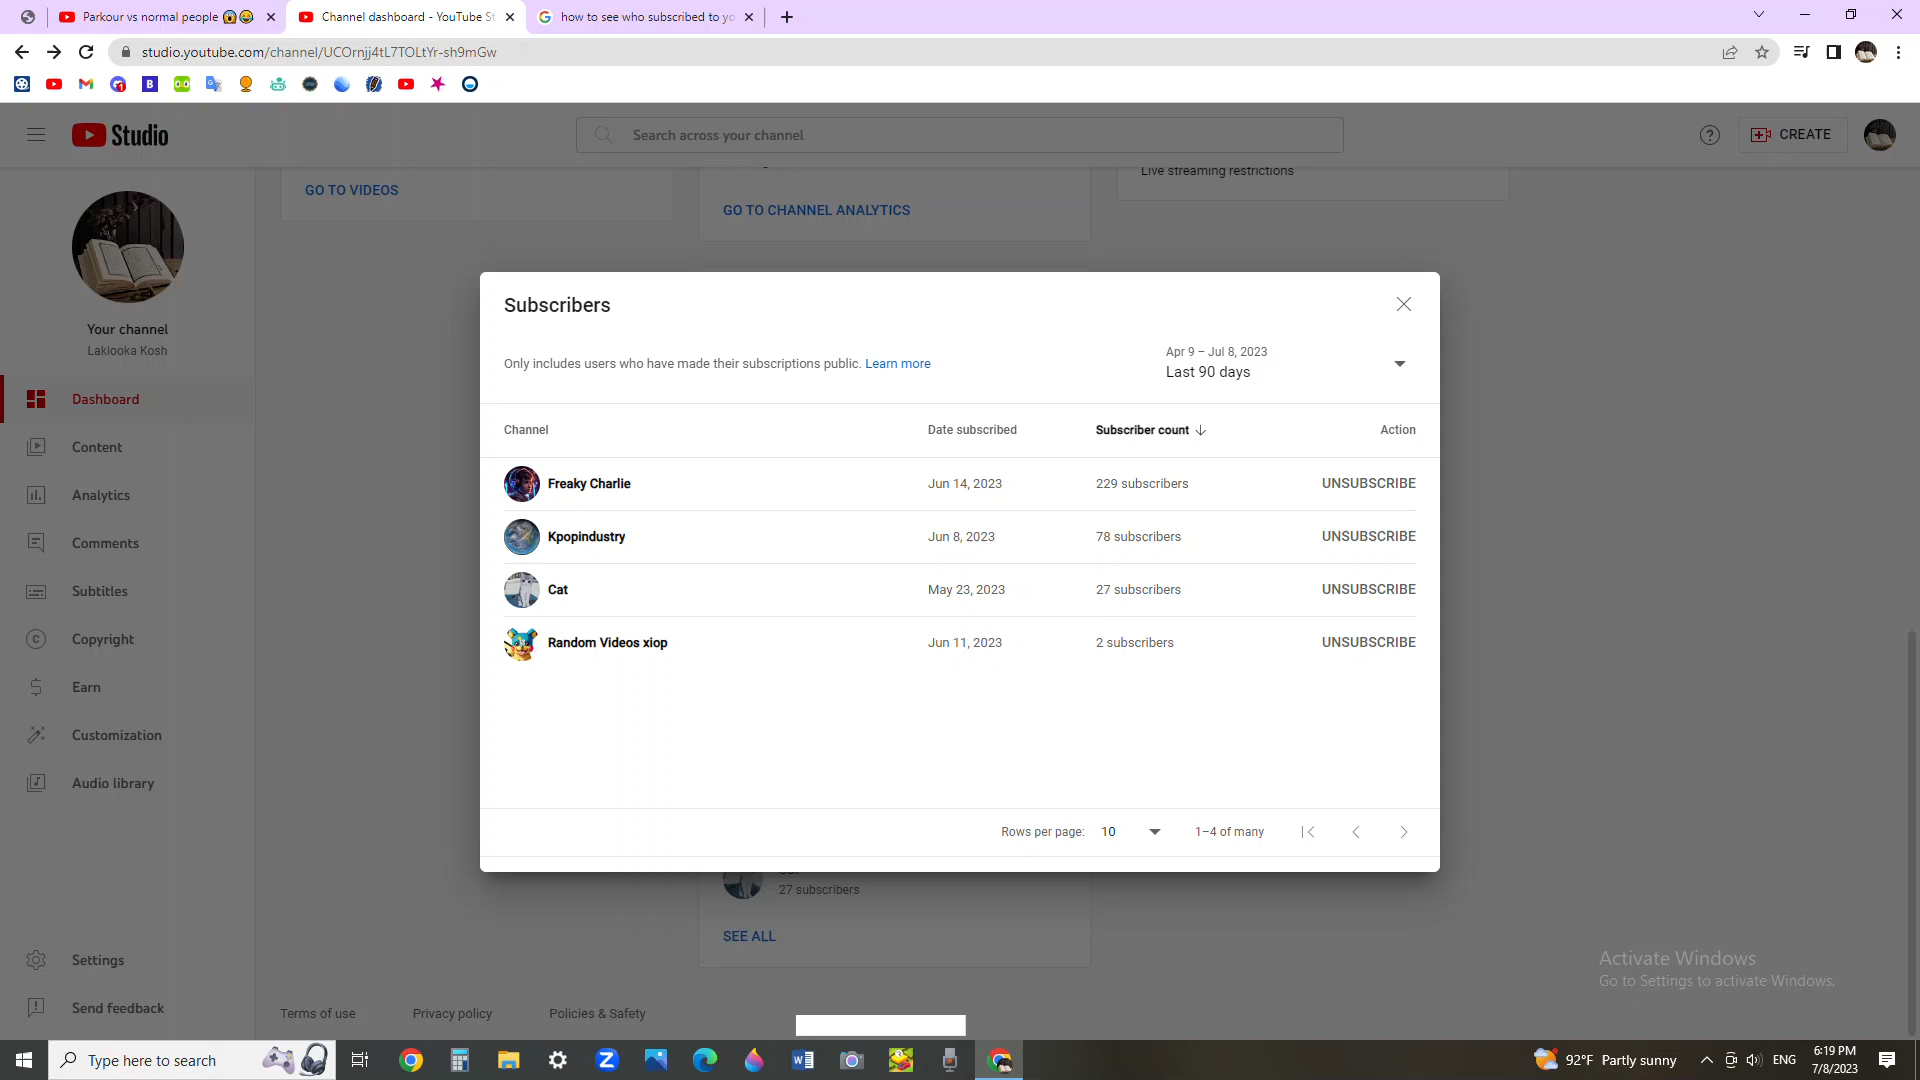 Parkour vs normal people 😱😂
Channel dashboard - YouTube St
how to see who subscribed to yo
studio.youtube.com/channel/UCOrnjj4tL7TOLtYr-sh9mGw
Studio
Search across your channel
CREATE
Your channel
Laklooka Kosh
Dashboard
Content
Analytics
Comments
Subtitles
Copyright
Earn
Customization
Audio library
Settings
Send feedback
GO TO VIDEOS
GO TO CHANNEL ANALYTICS
Live streaming restrictions
Subscribers
Only includes users who have made their subscriptions public. Learn more
Apr 9 – Jul 8, 2023
Last 90 days
Channel Date subscribed Subscriber count Action
Freaky Charlie Jun 14, 2023 229 subscribers UNSUBSCRIBE
Kpopindustry Jun 8, 2023 78 subscribers UNSUBSCRIBE
Cat May 23, 2023 27 subscribers UNSUBSCRIBE
Random Videos xiop Jun 11, 2023 2 subscribers UNSUBSCRIBE
Rows per page: 10 1–4 of many
27 subscribers
SEE ALL
Terms of use Privacy policy Policies & Safety
Activate Windows
Go to Settings to activate Windows.
Type here to search
92°F Partly sunny
ENG
6:19 PM
7/8/2023